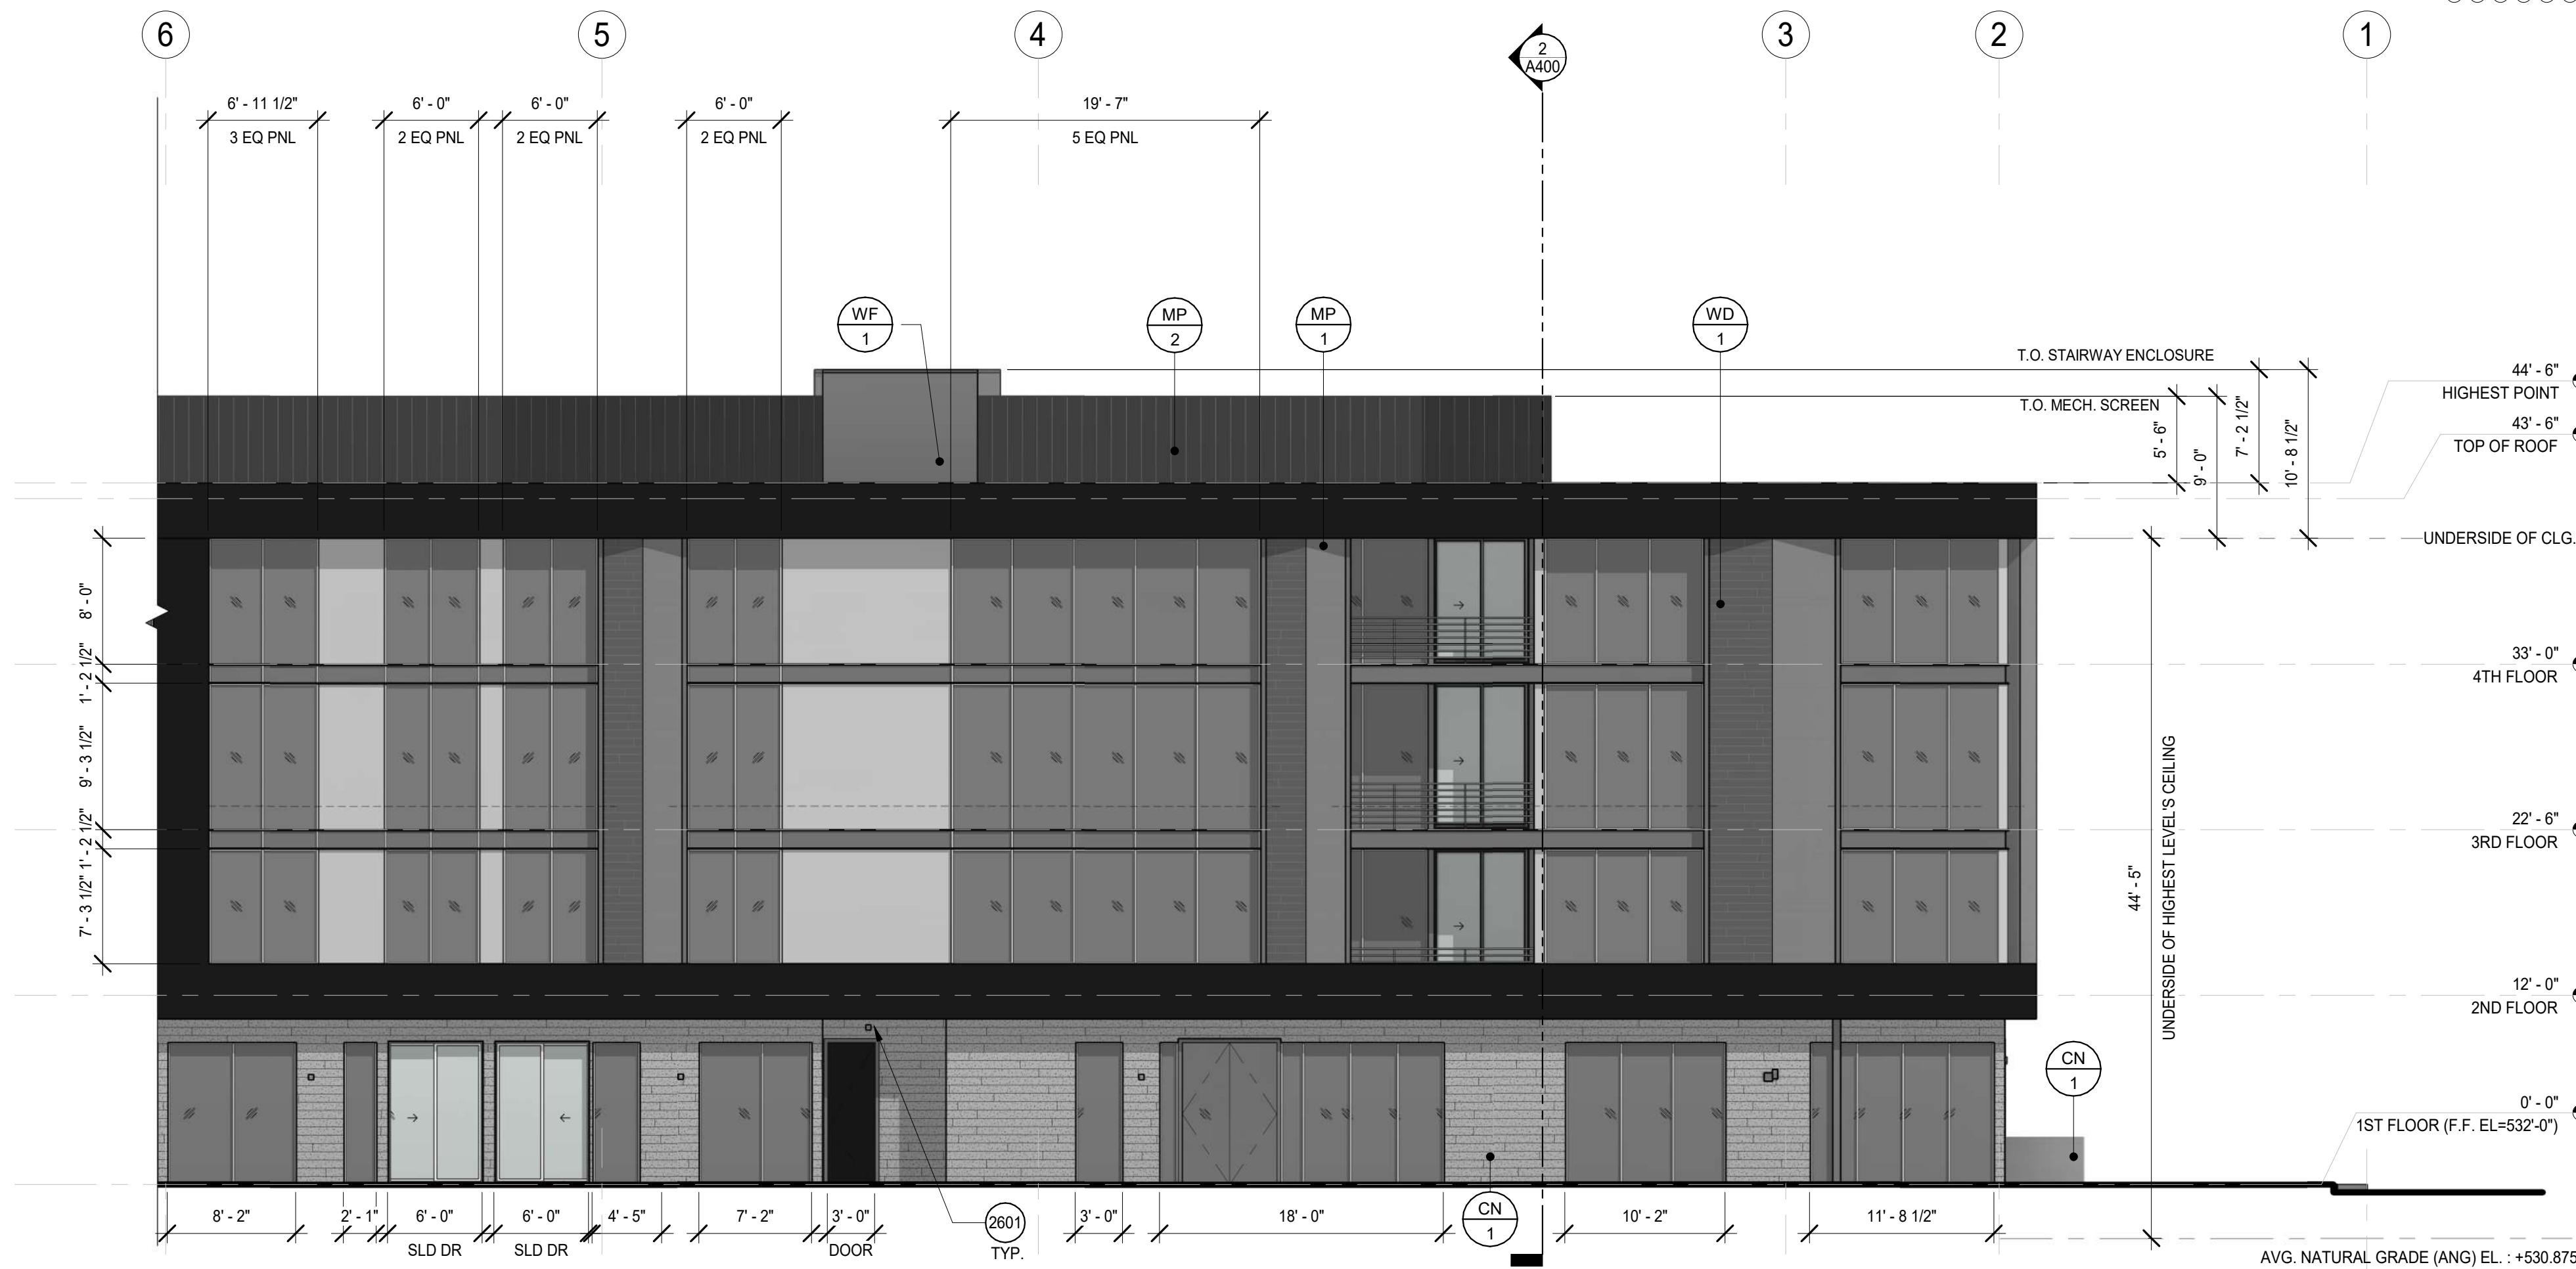 6
5
4
2
A400
3
2
1
6' - 11 1/2"
6' - 0"
6' - 0"
6' - 0"
19' - 7"
3 EQ PNL
2 EQ PNL
2 EQ PNL
2 EQ PNL
5 EQ PNL
WF
1
MP
2
MP
1
WD
1
T.O. STAIRWAY ENCLOSURE
T.O. MECH. SCREEN
5' - 6"
9' - 0"
7' - 2 1/2"
10' - 8 1/2"
44' - 6"
HIGHEST POINT
43' - 6"
TOP OF ROOF
UNDERSIDE OF CLG.
8' - 0"
1' - 2 1/2"
9' - 3 1/2"
1' - 2 1/2"
7' - 3 1/2"
33' - 0"
4TH FLOOR
22' - 6"
3RD FLOOR
44' - 5"
UNDERSIDE OF HIGHEST LEVEL'S CEILING
12' - 0"
2ND FLOOR
CN
1
0' - 0"
1ST FLOOR (F.F. EL=532'-0")
8' - 2"
2' - 1"
6' - 0"
6' - 0"
4' - 5"
7' - 2"
3' - 0"
2601
3' - 0"
18' - 0"
CN
1
10' - 2"
11' - 8 1/2"
SLD DR
SLD DR
DOOR
TYP.
AVG. NATURAL GRADE (ANG) EL. : +530.875